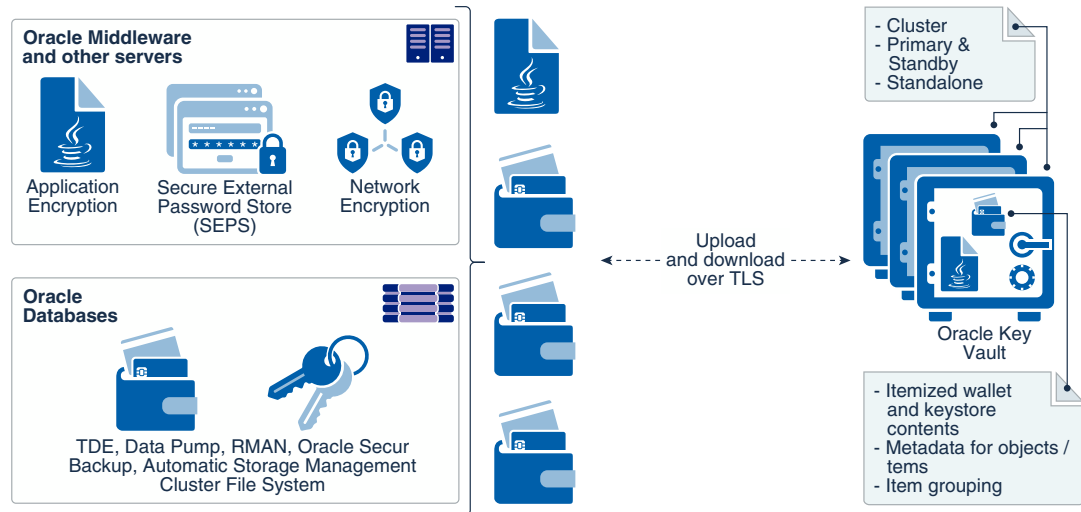 Oracle Middleware
and other servers
Application
Encryption
Secure External
Password Store
(SEPS)
Network
Encryption
Oracle
Databases
TDE, Data Pump, RMAN, Oracle Secur
Backup, Automatic Storage Management
Cluster File System
Upload
and download
over TLS
- Cluster
- Primary &
Standby
- Standalone
Oracle Key
Vault
- Itemized wallet
and keystore
contents
- Metadata for objects /
tems
- Item grouping